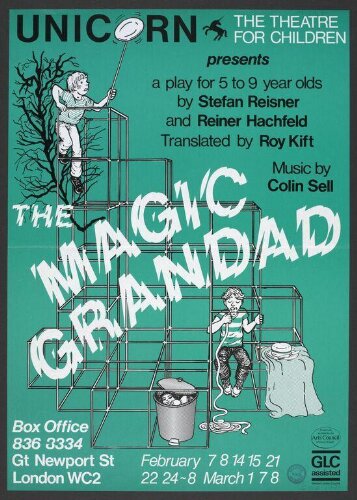 UNICORN THE THEATRE
FOR CHILDREN
presents
a play for 5 to 9 year olds
by Stefan Reisner
and Reiner Hachfeld
Translated by Roy Kift
Music by
Colin Sell
THE
MAGIC
GRANDAD
Box Office
836 3334
Gt Newport St
London WC2
February 7 8 14 15 21
22 24-8 March 1 7 8
Arts Council
GLC
assisted